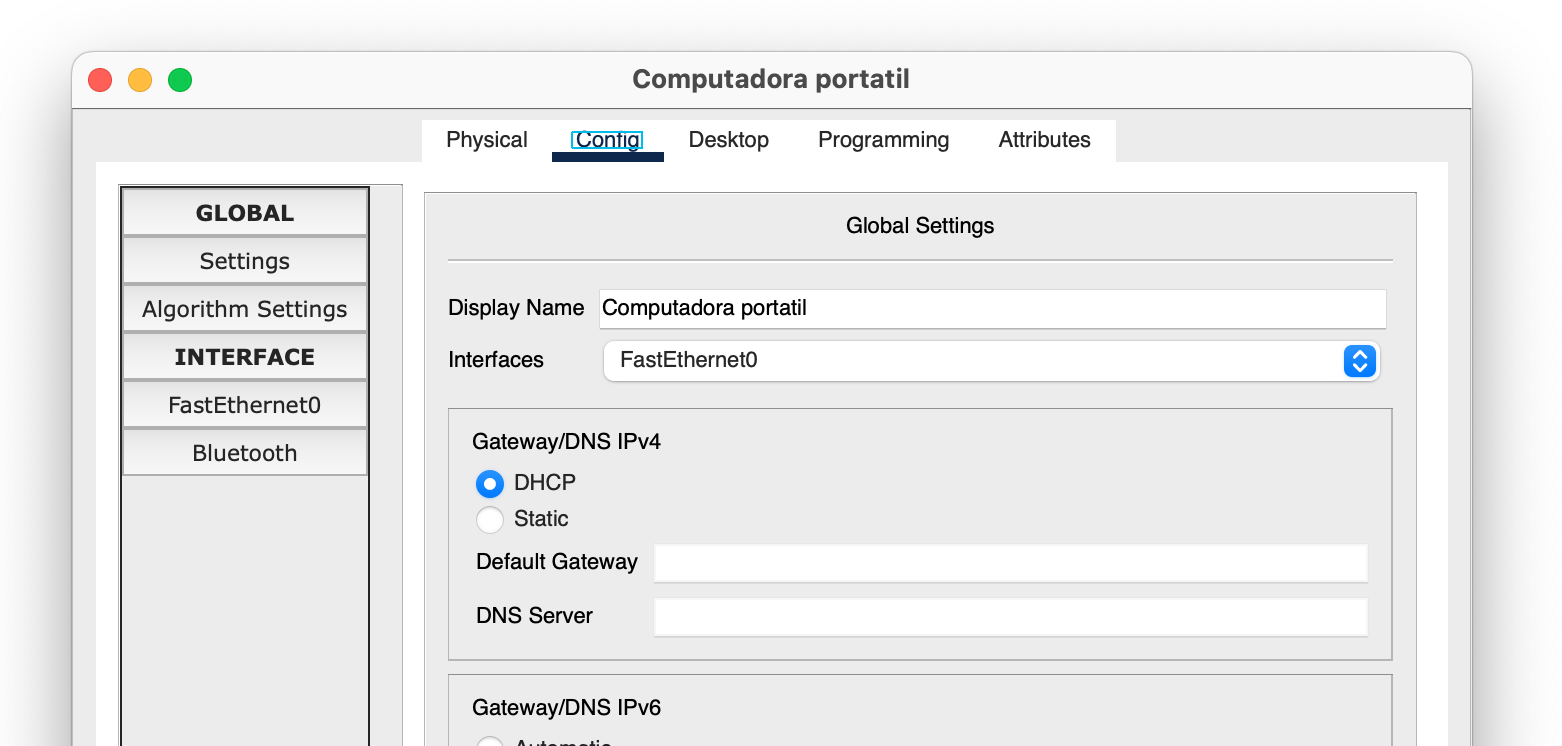 Computadora portatil
Physical Config Desktop Programming Attributes
GLOBAL
Settings
Algorithm Settings
INTERFACE
FastEthernet0
Bluetooth
Global Settings
Display Name Computadora portatil
Interfaces FastEthernet0
Gateway/DNS IPv4
DHCP
Static
Default Gateway
DNS Server
Gateway/DNS IPv6
Automatic